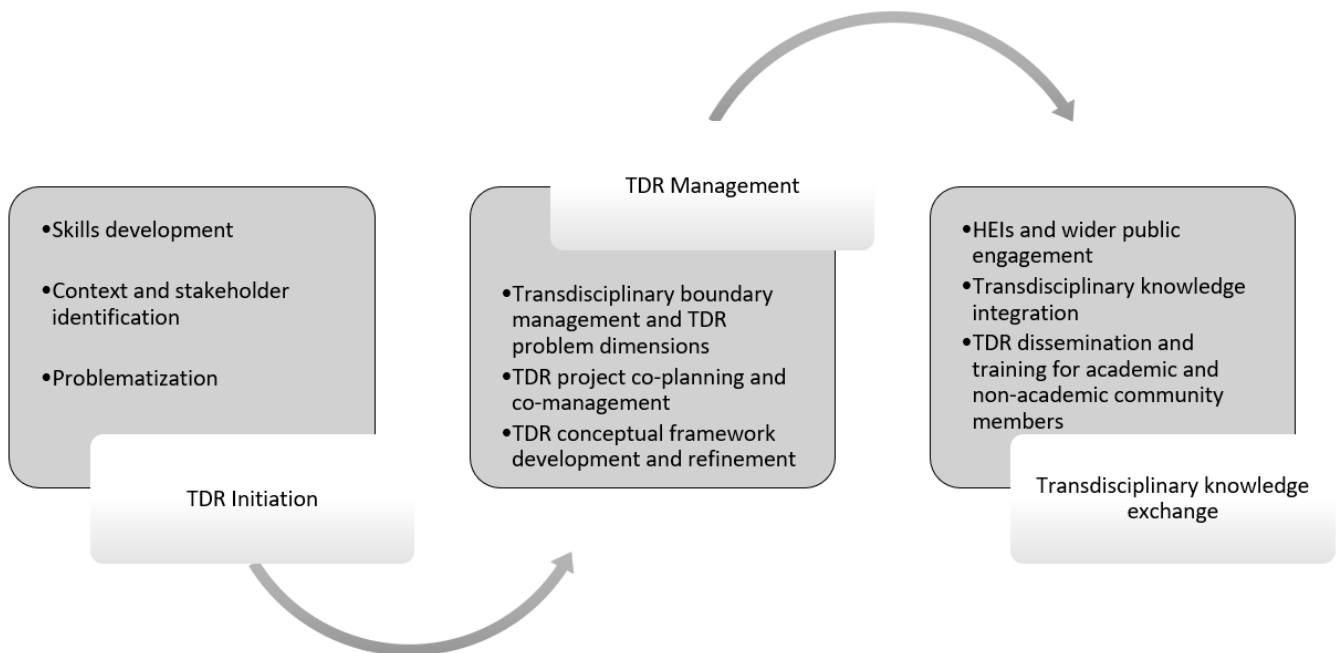 •Skills development
•Context and stakeholder
identification
•Problematization
TDR Initiation
TDR Management
•Transdisciplinary boundary
management and TDR
problem dimensions
•TDR project co-planning and
co-management
•TDR conceptual framework
development and refinement
•HEIs and wider public
engagement
•Transdisciplinary knowledge
integration
•TDR dissemination and
training for academic and
non-academic community
members
Transdisciplinary knowledge
exchange